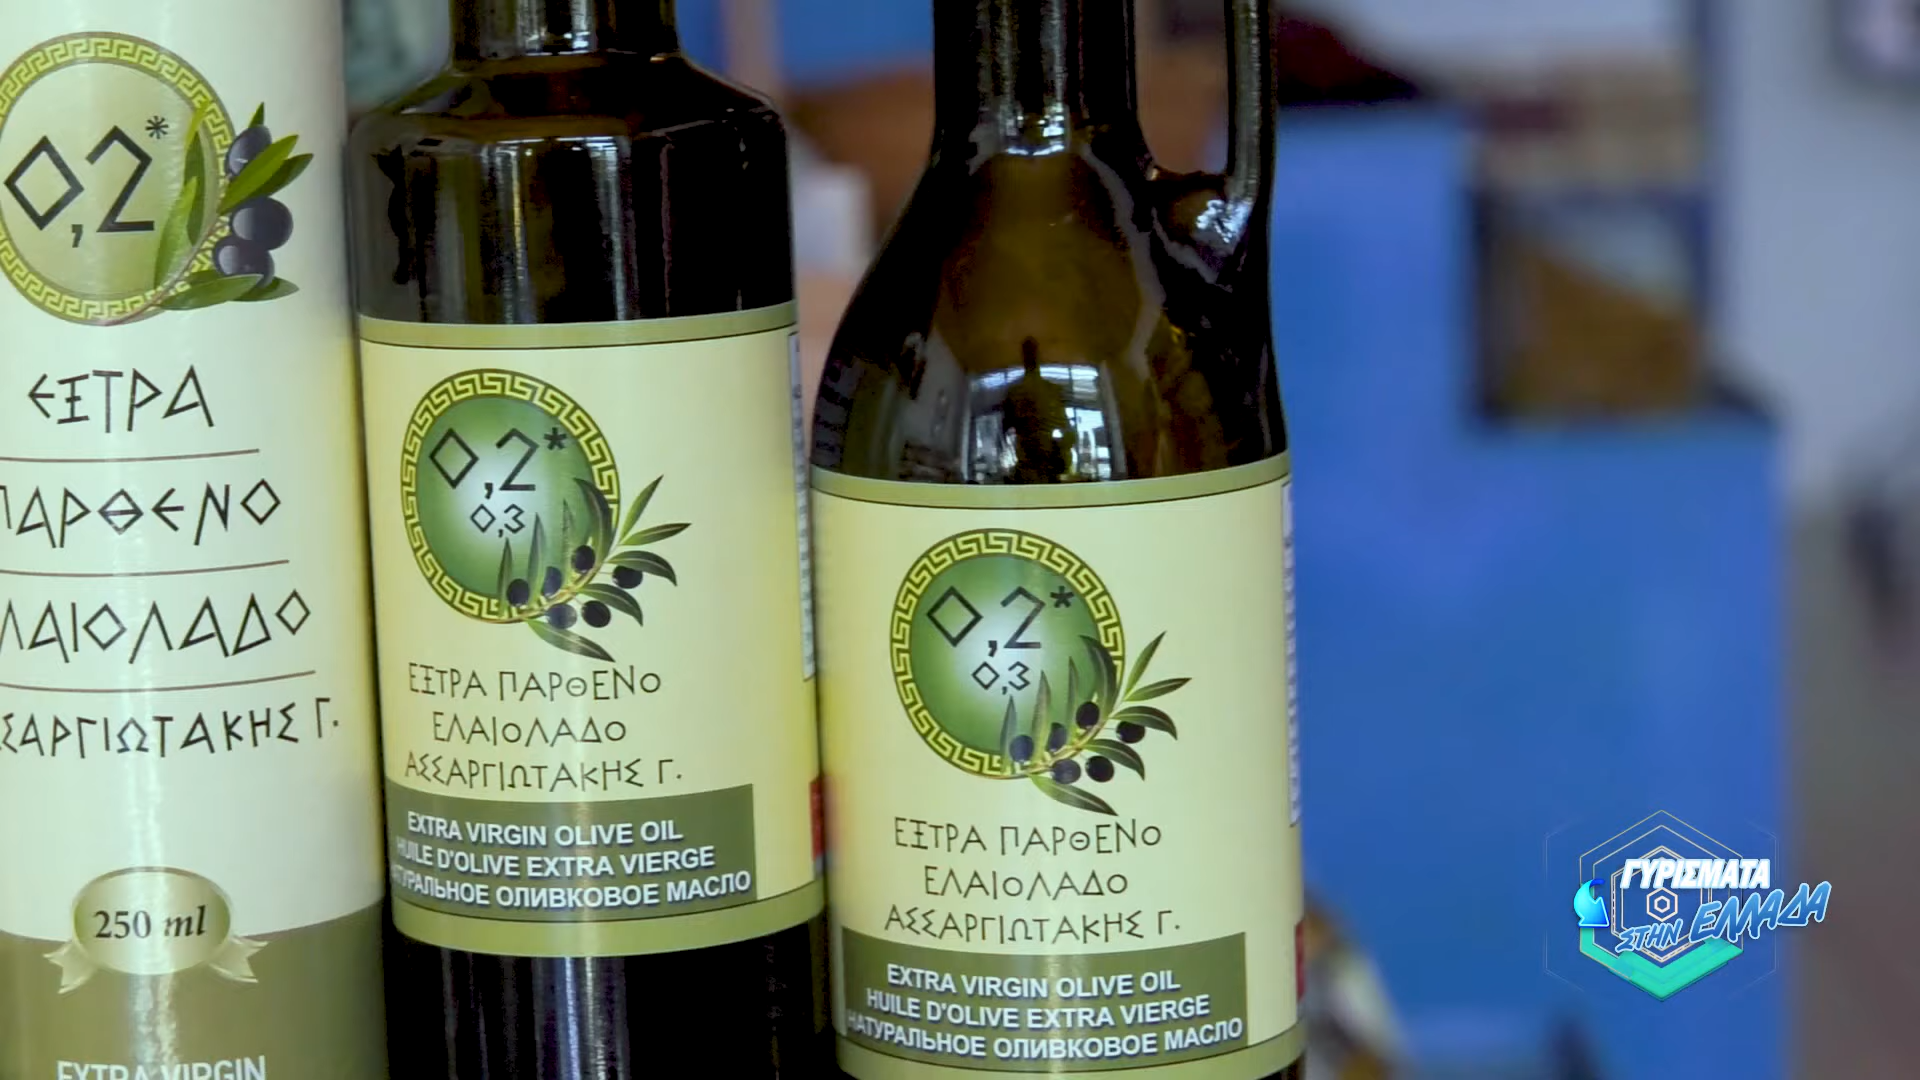 0,2*
ΕΞΤΡΑ
ΠΑΡΘΕΝΟ
ΕΛΑΙΟΛΑΔΟ
ΑΣΣΑΡΓΙΩΤΑΚΗΣ Γ.
250 ml
EXTRA VIRGIN
0,2*
0,3
ΕΞΤΡΑ ΠΑΡΘΕΝΟ
ΕΛΑΙΟΛΑΔΟ
ΑΣΣΑΡΓΙΩΤΑΚΗΣ Γ.
EXTRA VIRGIN OLIVE OIL
HUILE D'OLIVE EXTRA VIERGE
НАТУРАЛЬНОЕ ОЛИВКОВОЕ МАСЛО
0,2*
0,3
ΕΞΤΡΑ ΠΑΡΘΕΝΟ
ΕΛΑΙΟΛΑΔΟ
ΑΣΣΑΡΓΙΩΤΑΚΗΣ Γ.
EXTRA VIRGIN OLIVE OIL
HUILE D'OLIVE EXTRA VIERGE
НАТУРАЛЬНОЕ ОЛИВКОВОЕ МАСЛО
ΓΥΡΙΣΜΑΤΑ
ΣΤΗΝ ΕΛΛΑΔΑ